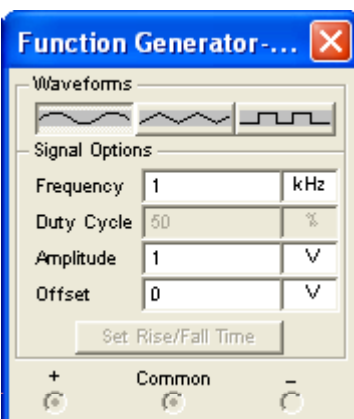 Function Generator-...
Waveforms
Signal Options
Frequency 1 kHz
Duty Cycle 50 %
Amplitude 1 V
Offset 0 V
Set Rise/Fall Time
+ Common –